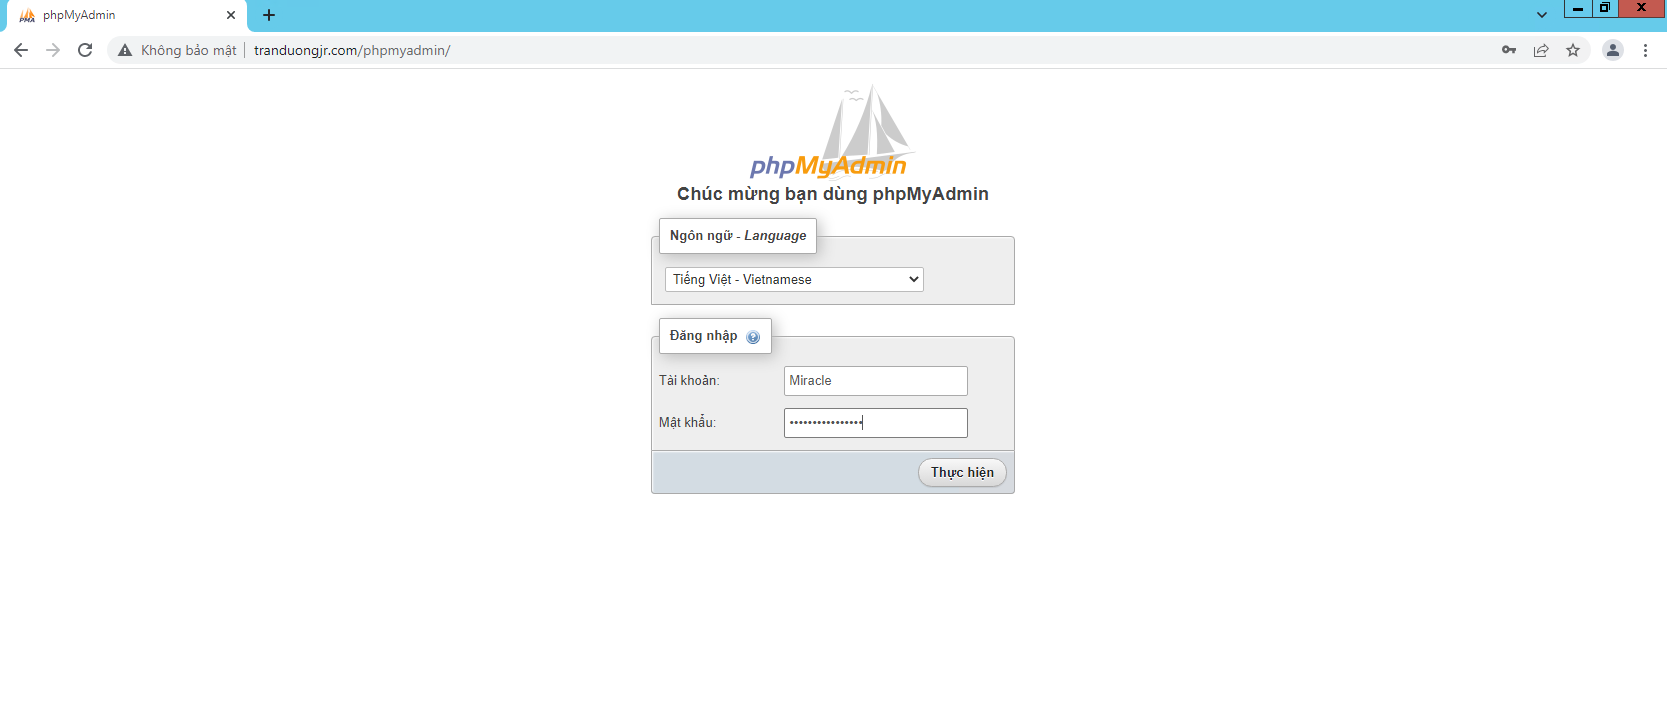 phpMyAdmin
Không bảo mật | tranduongjr.com/phpmyadmin/
phpMyAdmin
Chúc mừng bạn dùng phpMyAdmin
Ngôn ngữ - Language
Tiếng Việt - Vietnamese
Đăng nhập
Tài khoản: Miracle
Mật khẩu: ••••••••••••••••
Thực hiện